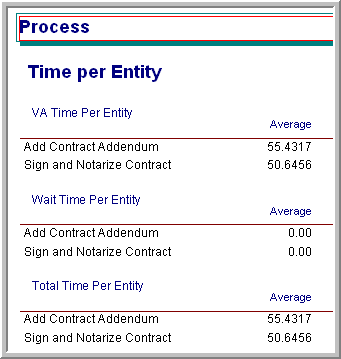 Process
Time per Entity
VA Time Per Entity
Average
Add Contract Addendum 55.4317
Sign and Notarize Contract 50.6456
Wait Time Per Entity
Average
Add Contract Addendum 0.00
Sign and Notarize Contract 0.00
Total Time Per Entity
Average
Add Contract Addendum 55.4317
Sign and Notarize Contract 50.6456